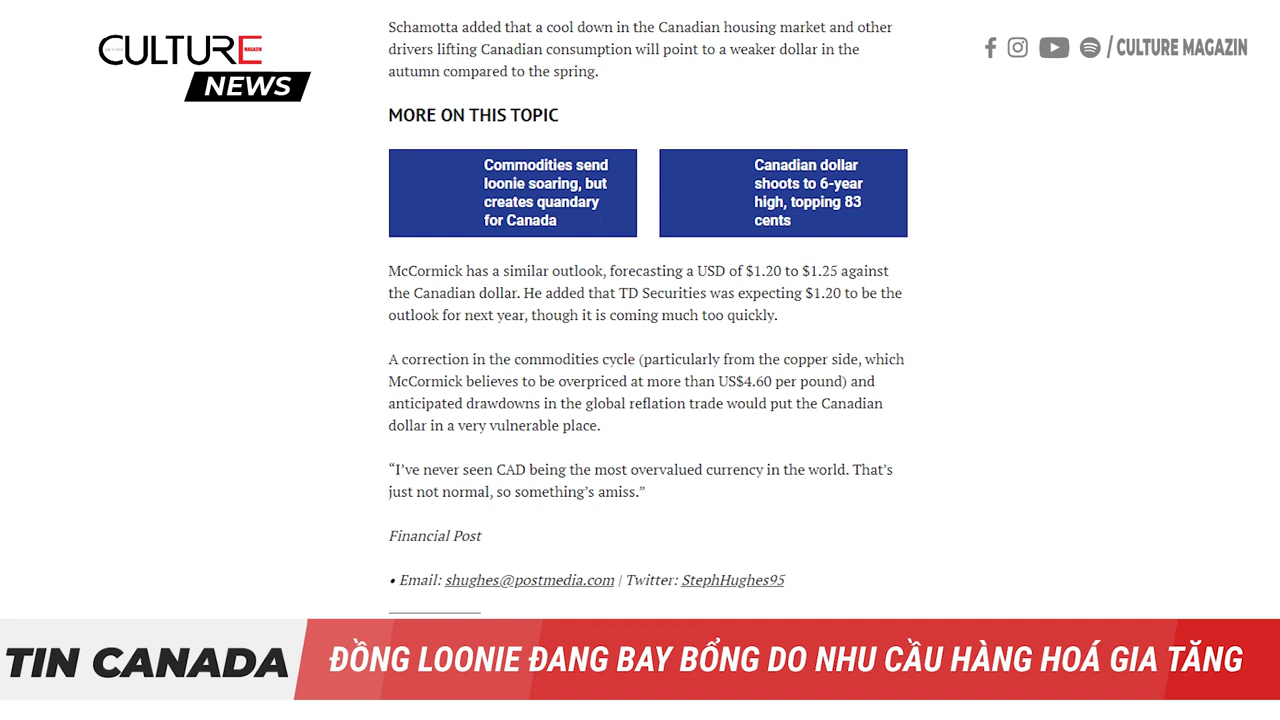 CULTURE
MAGAZIN
NEWS
/ CULTURE MAGAZIN
Schamotta added that a cool down in the Canadian housing market and other
drivers lifting Canadian consumption will point to a weaker dollar in the
autumn compared to the spring.
MORE ON THIS TOPIC
Commodities send
loonie soaring, but
creates quandary
for Canada
Canadian dollar
shoots to 6-year
high, topping 83
cents
McCormick has a similar outlook, forecasting a USD of $1.20 to $1.25 against
the Canadian dollar. He added that TD Securities was expecting $1.20 to be the
outlook for next year, though it is coming much too quickly.
A correction in the commodities cycle (particularly from the copper side, which
McCormick believes to be overpriced at more than US$4.60 per pound) and
anticipated drawdowns in the global reflation trade would put the Canadian
dollar in a very vulnerable place.
“I’ve never seen CAD being the most overvalued currency in the world. That’s
just not normal, so something’s amiss.”
Financial Post
• Email: shughes@postmedia.com | Twitter: StephHughes95
TIN CANADA
ĐỒNG LOONIE ĐANG BAY BỔNG DO NHU CẦU HÀNG HOÁ GIA TĂNG